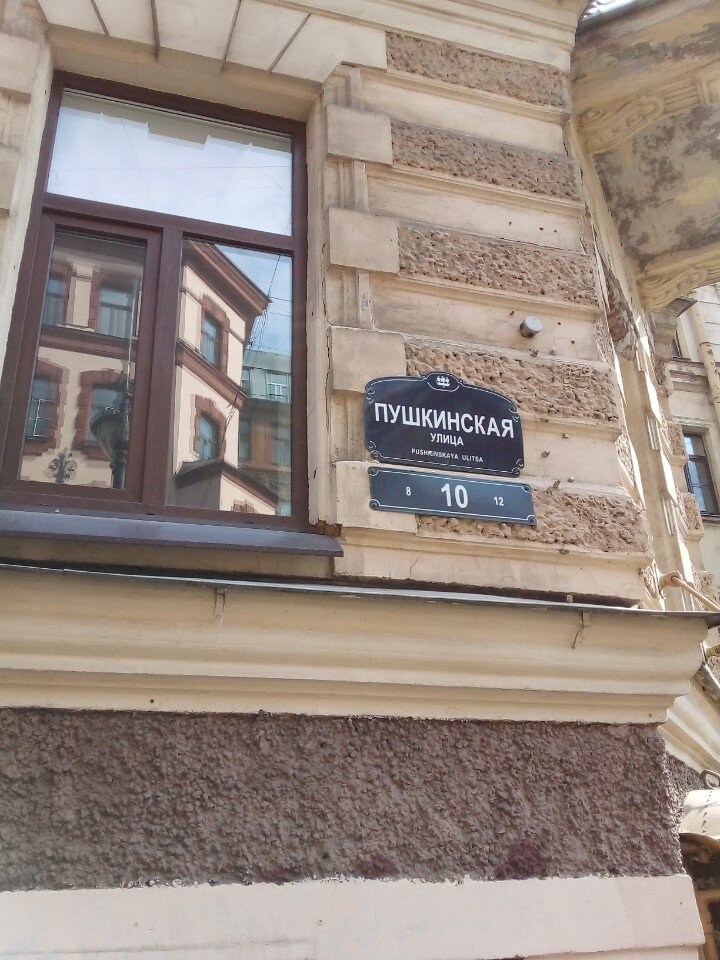 ПУШКИНСКАЯ
УЛИЦА
PUSHKINSKAYA ULITSA
8 10 12